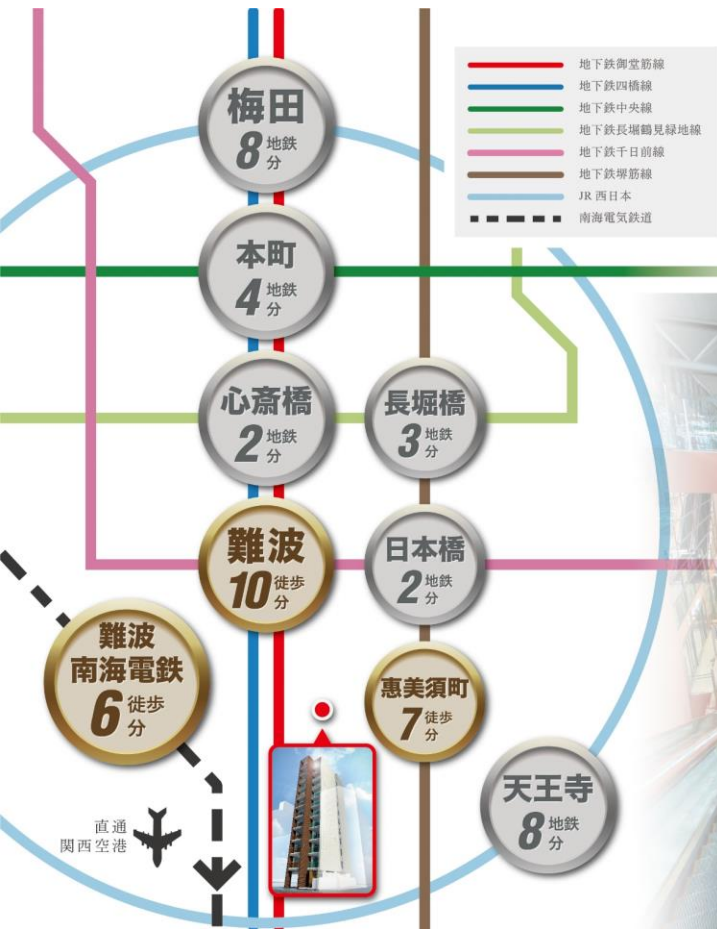 地下鉄御堂筋線
地下鉄四橋線
地下鉄中央線
地下鉄長堀鶴見緑地線
地下鉄千日前線
地下鉄堺筋線
JR 西日本
南海電気鉄道
梅田
8 地鉄
分
本町
4 地鉄
分
心斎橋
2 地鉄
分
長堀橋
3 地鉄
分
難波
10 徒歩
分
日本橋
2 地鉄
分
難波
南海電鉄
6 徒歩
分
惠美須町
7 徒歩
分
天王寺
8 地鉄
分
直通
関西空港